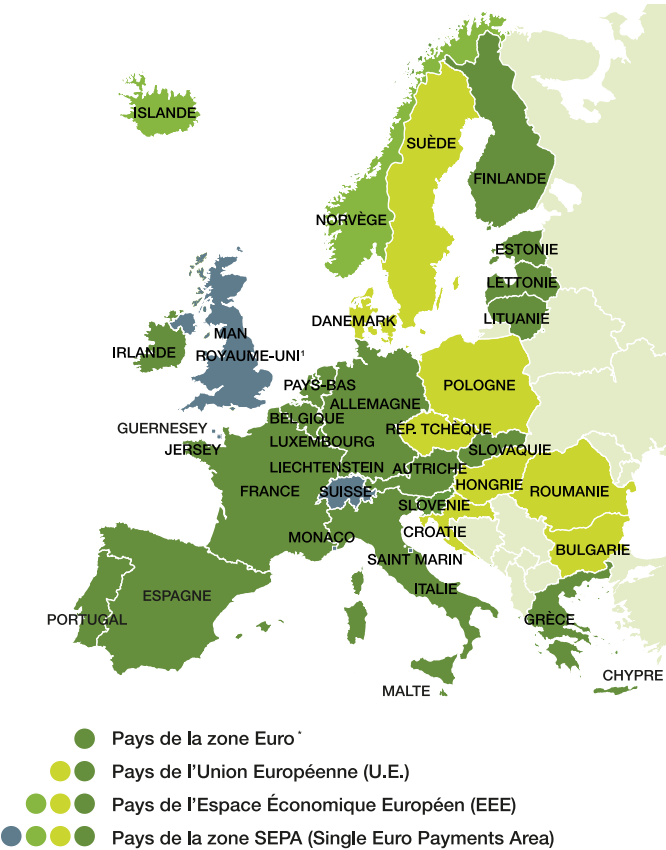 ISLANDE
SUÈDE
FINLANDE
NORVÈGE
ESTONIE
LETTONIE
LITUANIE
DANEMARK
MAN
IRLANDE
ROYAUME-UNI¹
PAYS-BAS
POLOGNE
ALLEMAGNE
BELGIQUE
GUERNESEY
RÉP. TCHÈQUE
JERSEY
LUXEMBOURG
SLOVAQUIE
LIECHTENSTEIN
AUTRICHE
HONGRIE
FRANCE
SUISSE
ROUMANIE
SLOVENIE
CROATIE
MONACO
BULGARIE
SAINT MARIN
ITALIE
ESPAGNE
PORTUGAL
GRÈCE
CHYPRE
MALTE
Pays de la zone Euro*
Pays de l'Union Européenne (U.E.)
Pays de l'Espace Économique Européen (EEE)
Pays de la zone SEPA (Single Euro Payments Area)